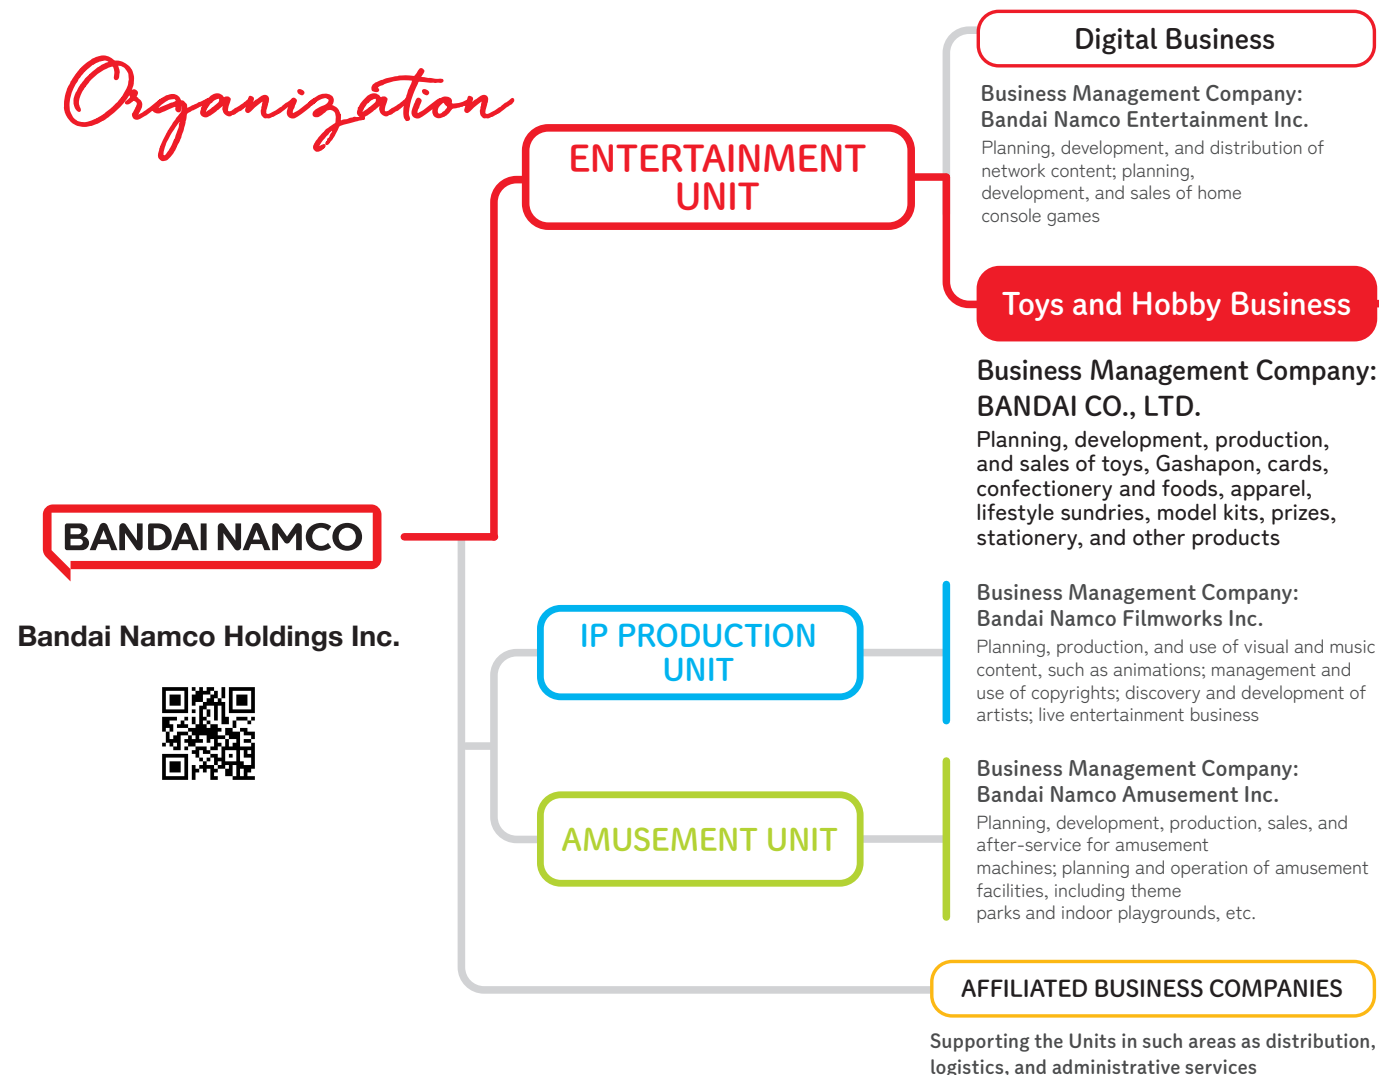 Organization
BANDAI NAMCO
Bandai Namco Holdings Inc.
ENTERTAINMENT
UNIT
Digital Business
Business Management Company:
Bandai Namco Entertainment Inc.
Planning, development, and distribution of
network content; planning,
development, and sales of home
console games
Toys and Hobby Business
Business Management Company:
BANDAI CO., LTD.
Planning, development, production,
and sales of toys, Gashapon, cards,
confectionery and foods, apparel,
lifestyle sundries, model kits, prizes,
stationery, and other products
IP PRODUCTION
UNIT
Business Management Company:
Bandai Namco Filmworks Inc.
Planning, production, and use of visual and music
content, such as animations; management and
use of copyrights; discovery and development of
artists; live entertainment business
AMUSEMENT UNIT
Business Management Company:
Bandai Namco Amusement Inc.
Planning, development, production, sales, and
after-service for amusement
machines; planning and operation of amusement
facilities, including theme
parks and indoor playgrounds, etc.
AFFILIATED BUSINESS COMPANIES
Supporting the Units in such areas as distribution,
logistics, and administrative services